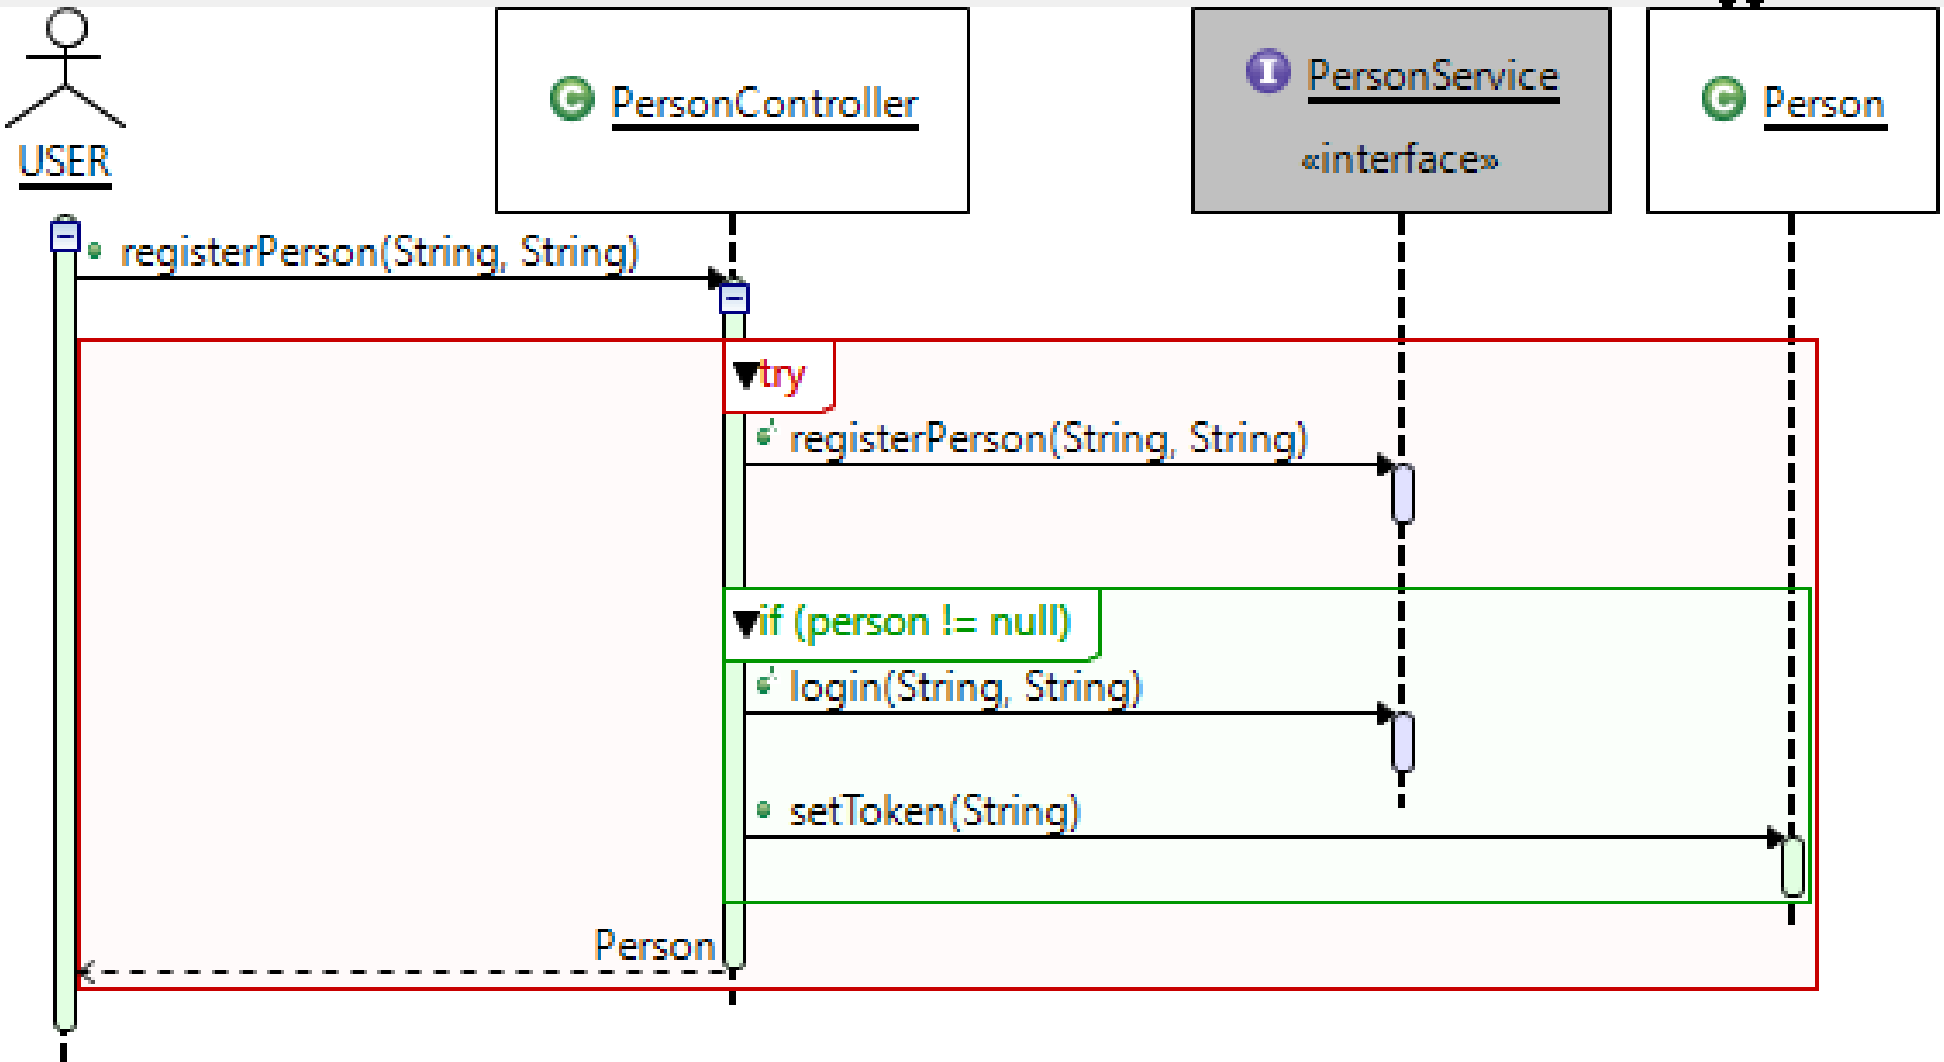 USER
C PersonController
I PersonService
«interface»
C Person
registerPerson(String, String)
try
registerPerson(String, String)
if (person != null)
login(String, String)
setToken(String)
Person